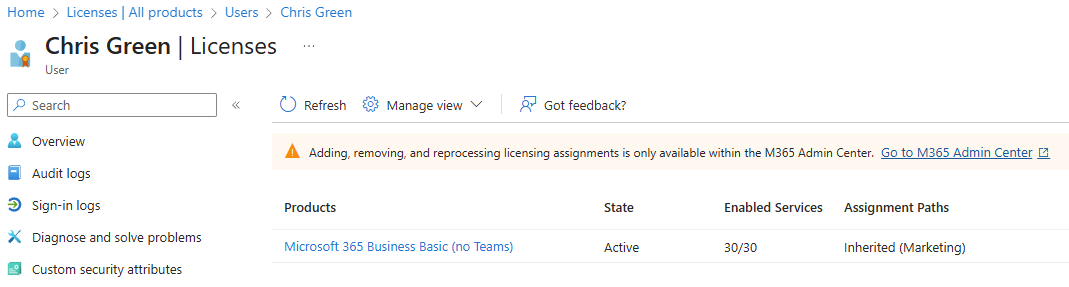 Home > Licenses | All products > Users > Chris Green
Chris Green | Licenses ...
User
Search «
Refresh Manage view Got feedback?
Overview
Audit logs
Sign-in logs
Diagnose and solve problems
Custom security attributes
Adding, removing, and reprocessing licensing assignments is only available within the M365 Admin Center. Go to M365 Admin Center
Products State Enabled Services Assignment Paths
Microsoft 365 Business Basic (no Teams) Active 30/30 Inherited (Marketing)